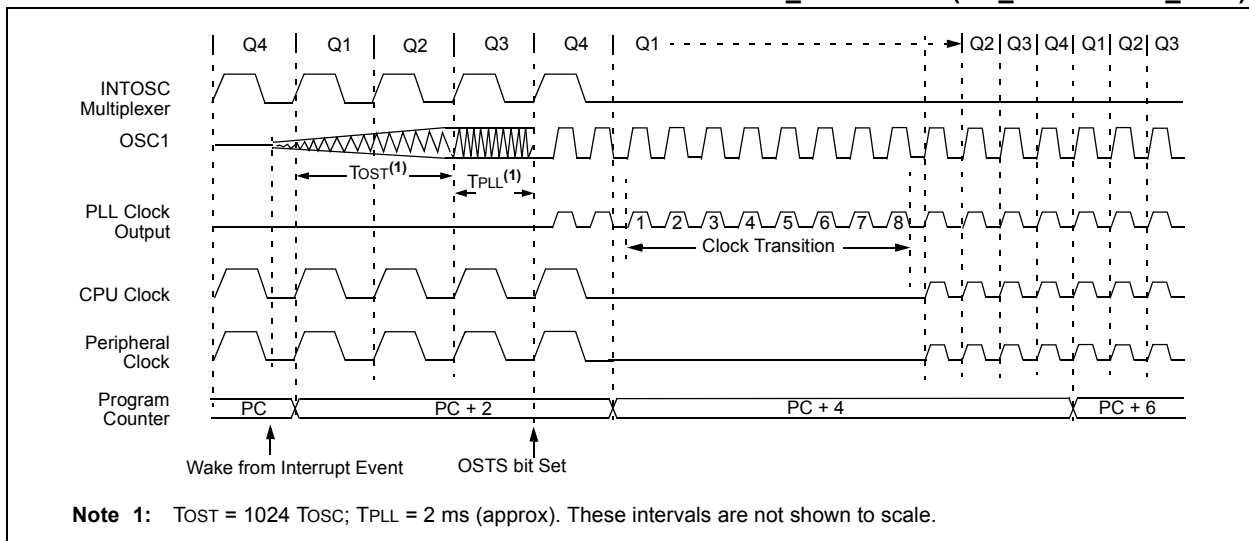 Q4 Q1 Q2 Q3 Q4 Q1 Q2 Q3 Q4 Q1 Q2 Q3
INTOSC
Multiplexer
OSC1
TOST(1)
TPLL(1)
PLL Clock
Output
1 2 3 4 5 6 7 8
Clock Transition
CPU Clock
Peripheral
Clock
Program
Counter
PC PC + 2 PC + 4 PC + 6
Wake from Interrupt Event OSTS bit Set
Note 1: TOST = 1024 TOSC; TPLL = 2 ms (approx). These intervals are not shown to scale.